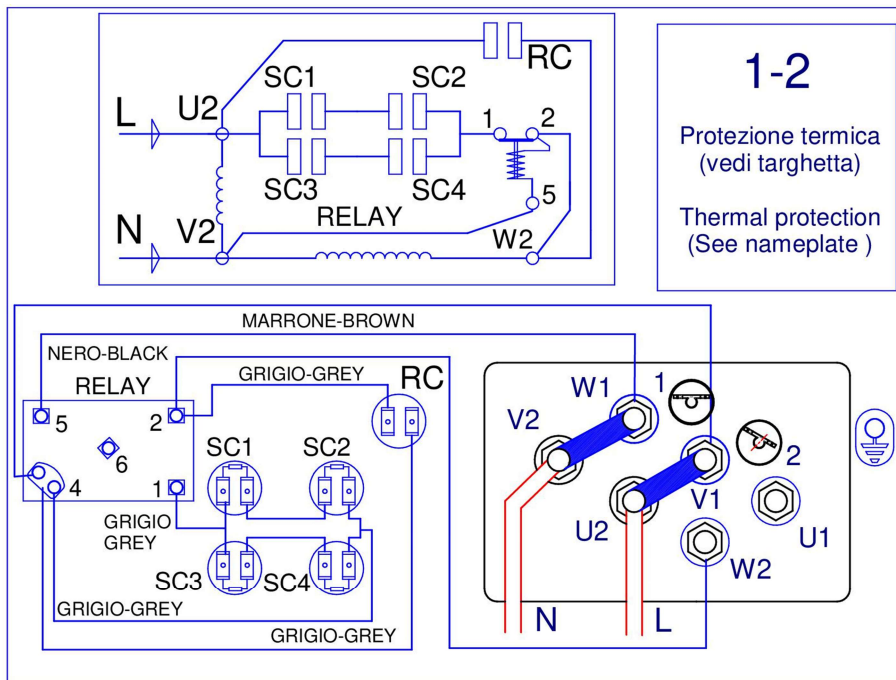 RC
SC1 SC2
L U2
1 2
SC3 SC4
5
RELAY
N V2 W2
1-2
Protezione termica
(vedi targhetta)
Thermal protection
(See nameplate )
MARRONE-BROWN
NERO-BLACK
RELAY
GRIGIO-GREY
RC
5 2
6
4 1
SC1 SC2
GRIGIO
GREY
SC3 SC4
GRIGIO-GREY
GRIGIO-GREY
W1 1
V2
2
V1
U2 U1
W2
N L